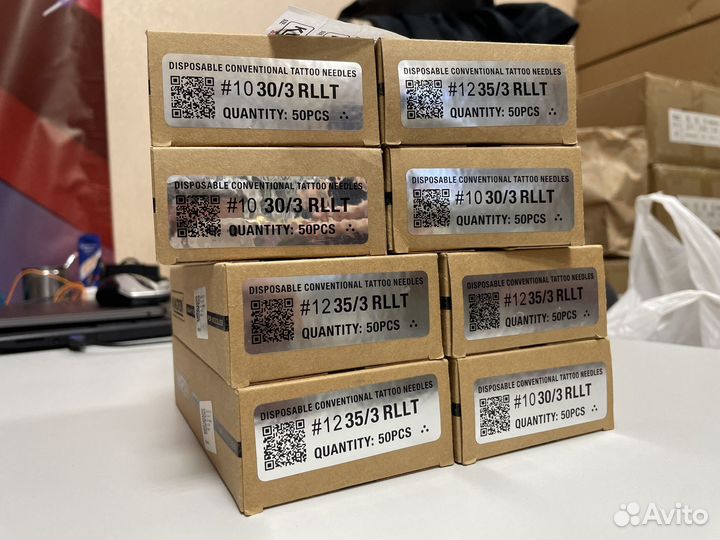 DISPOSABLE CONVENTIONAL TATTOO NEEDLES
#10 30/3 RLLT
QUANTITY: 50PCS
DISPOSABLE CONVENTIONAL TATTOO NEEDLES
#12 35/3 RLLT
QUANTITY: 50PCS
DISPOSABLE CONVENTIONAL TATTOO NEEDLES
#10 30/3 RLLT
QUANTITY: 50PCS
DISPOSABLE CONVENTIONAL TATTOO NEEDLES
#10 30/3 RLLT
QUANTITY: 50PCS
DISPOSABLE CONVENTIONAL TATTOO NEEDLES
#12 35/3 RLLT
QUANTITY: 50PCS
DISPOSABLE CONVENTIONAL TATTOO NEEDLES
#12 35/3 RLLT
QUANTITY: 50PCS
DISPOSABLE CONVENTIONAL TATTOO NEEDLES
#12 35/3 RLLT
QUANTITY: 50PCS
DISPOSABLE CONVENTIONAL TATTOO NEEDLES
#10 30/3 RLLT
QUANTITY: 50PCS
Avito